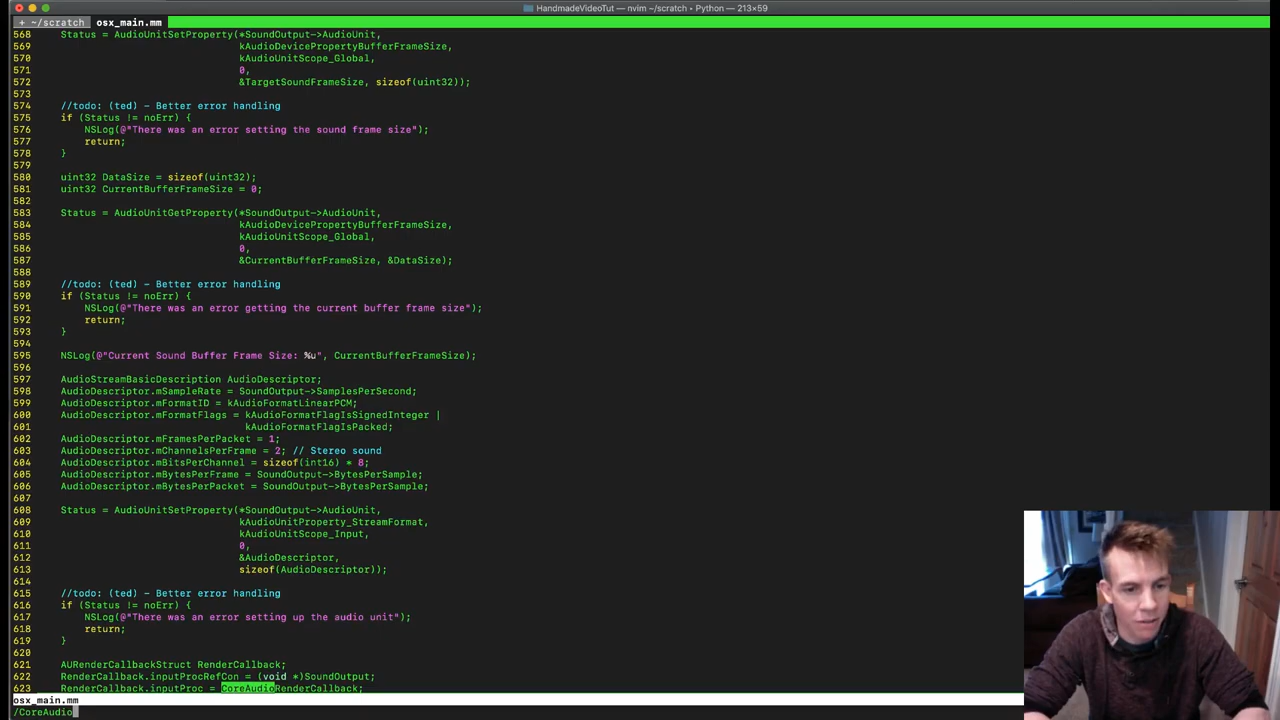 HandmadeVideoTut — nvim ~/scratch • Python — 213×59
+ ~/scratch osx_main.mm
568 Status = AudioUnitSetProperty(*SoundOutput->AudioUnit,
569 kAudioDevicePropertyBufferFrameSize,
570 kAudioUnitScope_Global,
571 0,
572 &TargetSoundFrameSize, sizeof(uint32));
573
574 //todo: (ted) - Better error handling
575 if (Status != noErr) {
576 NSLog(@"There was an error setting the sound frame size");
577 return;
578 }
579
580 uint32 DataSize = sizeof(uint32);
581 uint32 CurrentBufferFrameSize = 0;
582
583 Status = AudioUnitGetProperty(*SoundOutput->AudioUnit,
584 kAudioDevicePropertyBufferFrameSize,
585 kAudioUnitScope_Global,
586 0,
587 &CurrentBufferFrameSize, &DataSize);
588
589 //todo: (ted) - Better error handling
590 if (Status != noErr) {
591 NSLog(@"There was an error getting the current buffer frame size");
592 return;
593 }
594
595 NSLog(@"Current Sound Buffer Frame Size: %u", CurrentBufferFrameSize);
596
597 AudioStreamBasicDescription AudioDescriptor;
598 AudioDescriptor.mSampleRate = SoundOutput->SamplesPerSecond;
599 AudioDescriptor.mFormatID = kAudioFormatLinearPCM;
600 AudioDescriptor.mFormatFlags = kAudioFormatFlagIsSignedInteger |
601 kAudioFormatFlagIsPacked;
602 AudioDescriptor.mFramesPerPacket = 1;
603 AudioDescriptor.mChannelsPerFrame = 2; // Stereo sound
604 AudioDescriptor.mBitsPerChannel = sizeof(int16) * 8;
605 AudioDescriptor.mBytesPerFrame = SoundOutput->BytesPerSample;
606 AudioDescriptor.mBytesPerPacket = SoundOutput->BytesPerSample;
607
608 Status = AudioUnitSetProperty(*SoundOutput->AudioUnit,
609 kAudioUnitProperty_StreamFormat,
610 kAudioUnitScope_Input,
611 0,
612 &AudioDescriptor,
613 sizeof(AudioDescriptor));
614
615 //todo: (ted) - Better error handling
616 if (Status != noErr) {
617 NSLog(@"There was an error setting up the audio unit");
618 return;
619 }
620
621 AURenderCallbackStruct RenderCallback;
622 RenderCallback.inputProcRefCon = (void *)SoundOutput;
623 RenderCallback.inputProc = CoreAudioRenderCallback;
osx_main.mm
/CoreAudio